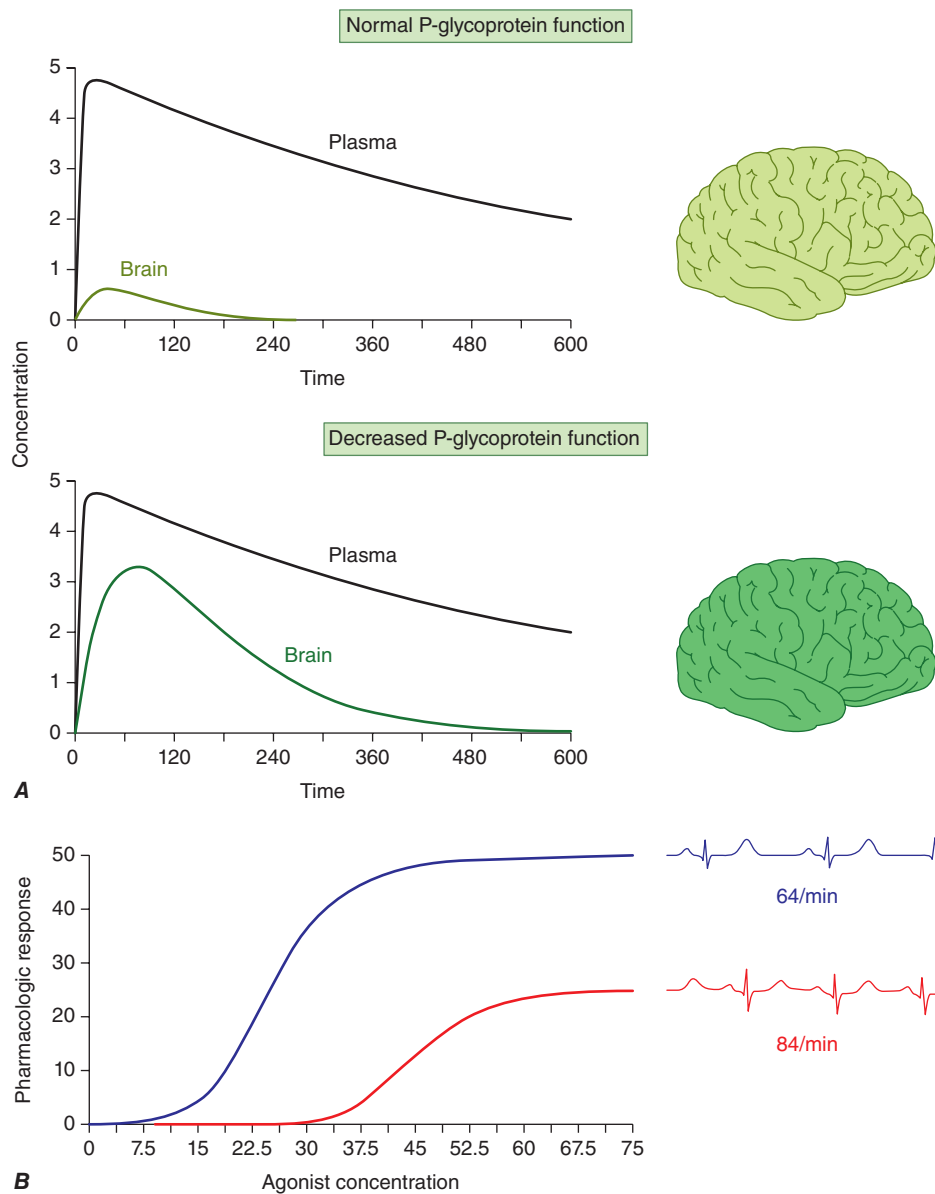 Normal P-glycoprotein function
Concentration
5
4
3
2
1
0
Plasma
Brain
0 120 240 360 480 600
Time
Decreased P-glycoprotein function
5
4
3
2
1
0
Plasma
Brain
0 120 240 360 480 600
Time
A
Pharmacologic response
50
40
30
20
10
0
0 7.5 15 22.5 30 37.5 45 52.5 60 67.5 75
Agonist concentration
64/min
84/min
B